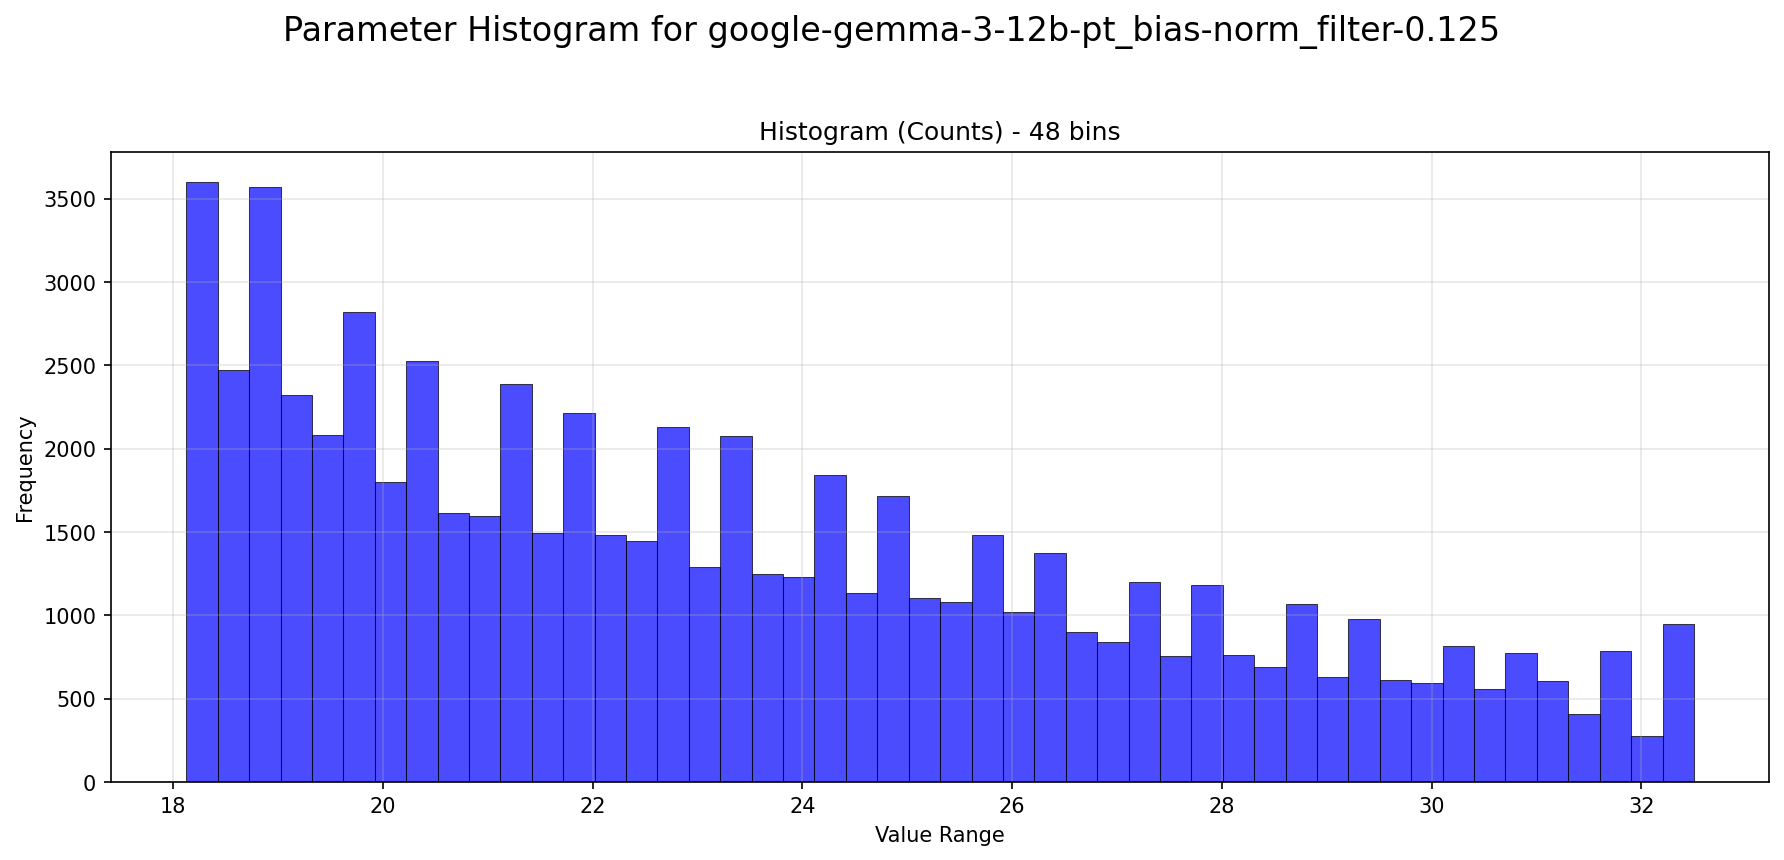 Parameter Histogram for google-gemma-3-12b-pt_bias-norm_filter-0.125
Histogram (Counts) - 48 bins
3500
3000
2500
2000
1500
1000
500
0
Frequency
18 20 22 24 26 28 30 32
Value Range